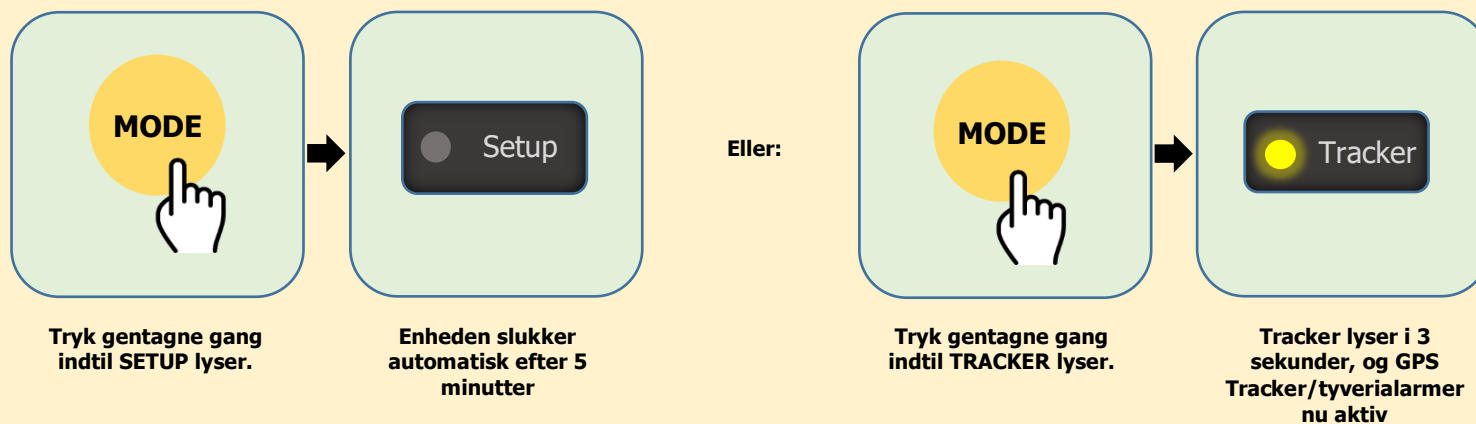 MODE
Setup
Eller:
MODE
Tracker
Tryk gentagne gang
indtil SETUP lyser.
Enheden slukker
automatisk efter 5
minutter
Tryk gentagne gang
indtil TRACKER lyser.
Tracker lyser i 3
sekunder, og GPS
Tracker/tyverialarmer
nu aktiv